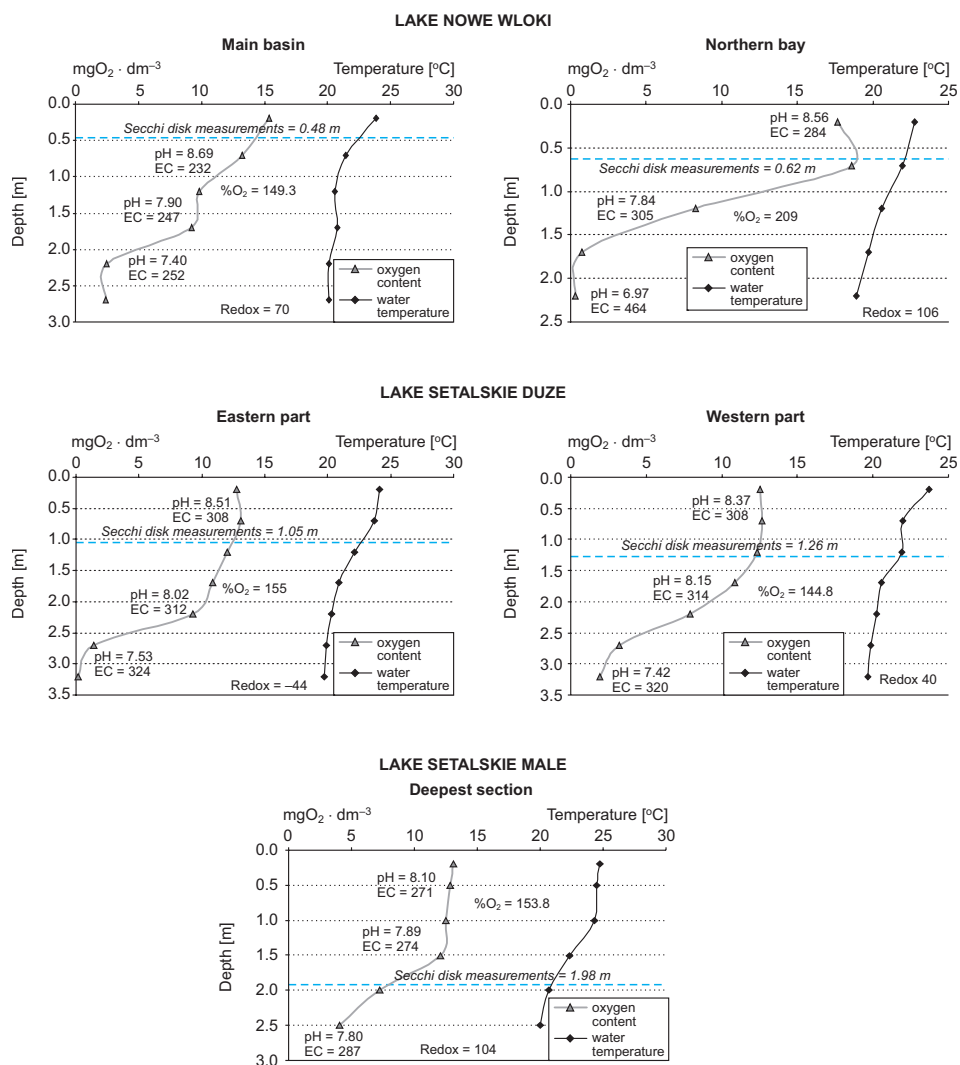 LAKE NOWE WLOKI
Main basin
mgO₂ · dm⁻³ Temperature [°C]
0 5 10 15 20 25 30
0.0
0.5
1.0
1.5
2.0
2.5
3.0
Depth [m]
Secchi disk measurements = 0.48 m
pH = 8.69
EC = 232
%O₂ = 149.3
pH = 7.90
EC = 247
pH = 7.40
EC = 252
oxygen
content
water
temperature
Redox = 70
Northern bay
mgO₂ · dm⁻³ Temperature [°C]
0 5 10 15 20 25
0.0
0.5
1.0
1.5
2.0
2.5
Depth [m]
pH = 8.56
EC = 284
Secchi disk measurements = 0.62 m
pH = 7.84
EC = 305
%O₂ = 209
oxygen
content
water
temperature
pH = 6.97
EC = 464
Redox = 106
LAKE SETALSKIE DUZE
Eastern part
mgO₂ · dm⁻³ Temperature [°C]
0 5 10 15 20 25 30
0.0
0.5
1.0
1.5
2.0
2.5
3.0
3.5
Depth [m]
pH = 8.51
EC = 308
Secchi disk measurements = 1.05 m
%O₂ = 155
pH = 8.02
EC = 312
pH = 7.53
EC = 324
oxygen
content
water
temperature
Redox = –44
Western part
mgO₂ · dm⁻³ Temperature [°C]
0 5 10 15 20 25
0.0
0.5
1.0
1.5
2.0
2.5
3.0
3.5
Depth [m]
pH = 8.37
EC = 308
Secchi disk measurements = 1.26 m
pH = 8.15
EC = 314
%O₂ = 144.8
pH = 7.42
EC = 320
oxygen
content
water
temperature
Redox 40
LAKE SETALSKIE MALE
Deepest section
mgO₂ · dm⁻³ Temperature [°C]
0 5 10 15 20 25 30
0.0
0.5
1.0
1.5
2.0
2.5
3.0
Depth [m]
pH = 8.10
EC = 271
%O₂ = 153.8
pH = 7.89
EC = 274
Secchi disk measurements = 1.98 m
pH = 7.80
EC = 287
Redox = 104
oxygen
content
water
temperature